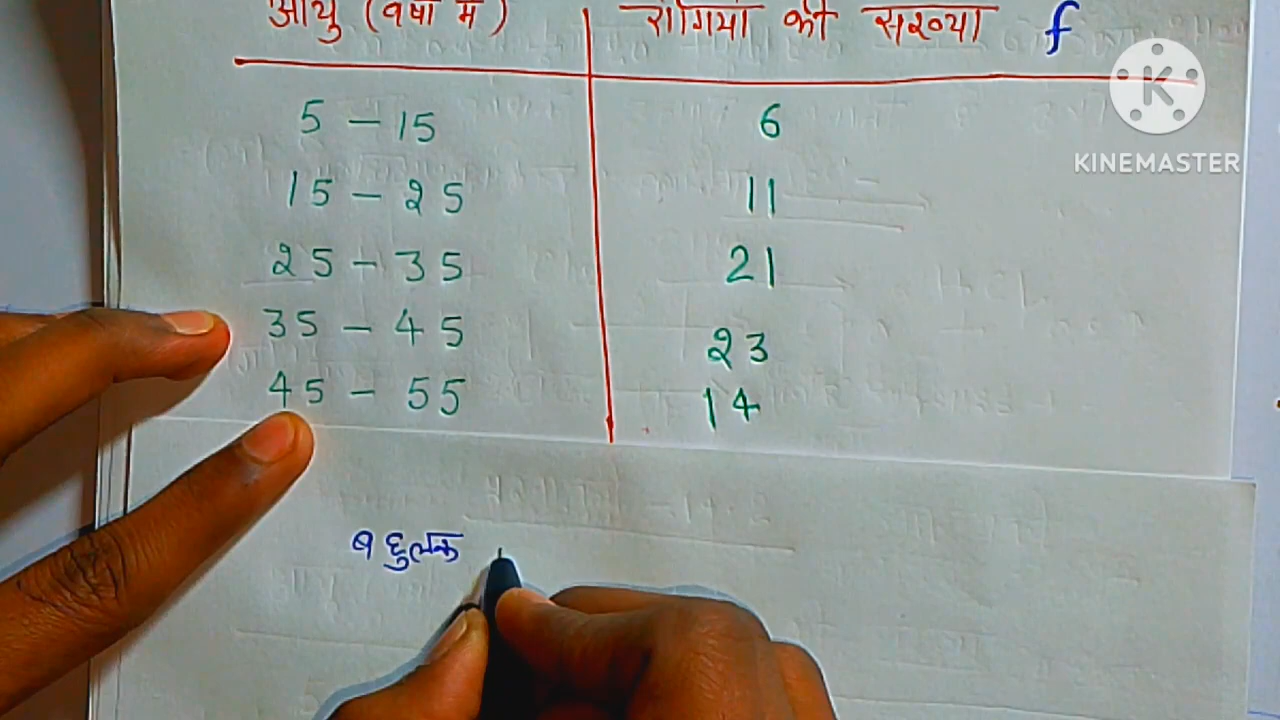 आयु (वर्षो में) रोगियों की संख्या f
5 – 15 6
15 – 25 11
25 – 35 21
35 – 45 23
45 – 55 14
बहुलक
KINEMASTER